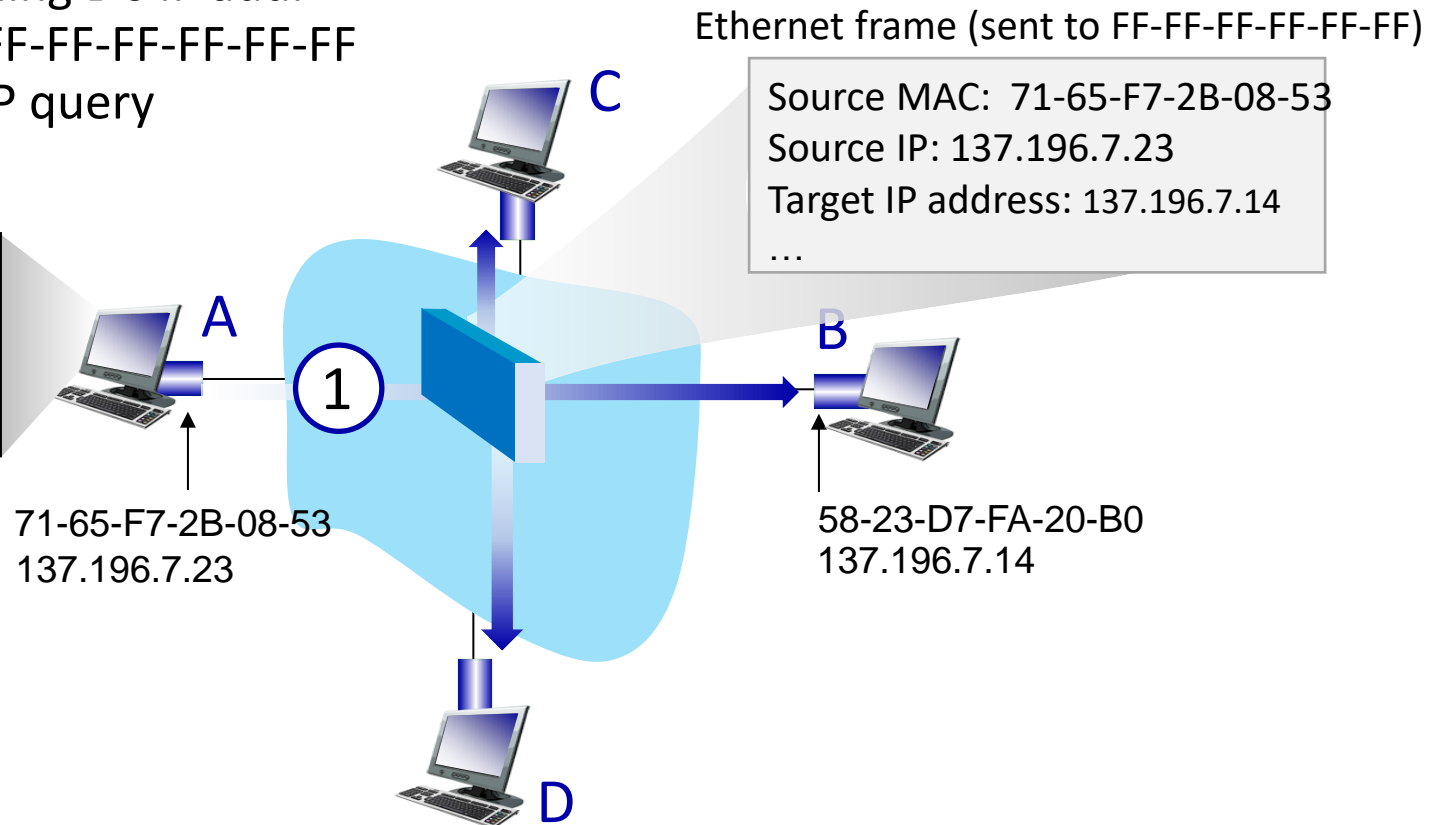 FF-FF-FF-FF-FF-FF
P query
Ethernet frame (sent to FF-FF-FF-FF-FF-FF)
Source MAC: 71-65-F7-2B-08-53
Source IP: 137.196.7.23
Target IP address: 137.196.7.14
…
C
A
B
1
71-65-F7-2B-08-53
137.196.7.23
58-23-D7-FA-20-B0
137.196.7.14
D